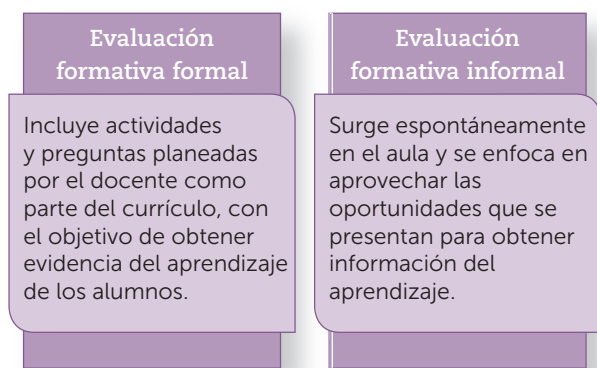 Evaluación
formativa formal
Incluye actividades
y preguntas planeadas
por el docente como
parte del currículo, con
el objetivo de obtener
evidencia del aprendizaje
de los alumnos.
Evaluación
formativa informal
Surge espontáneamente
en el aula y se enfoca en
aprovechar las
oportunidades que se
presentan para obtener
información del
aprendizaje.